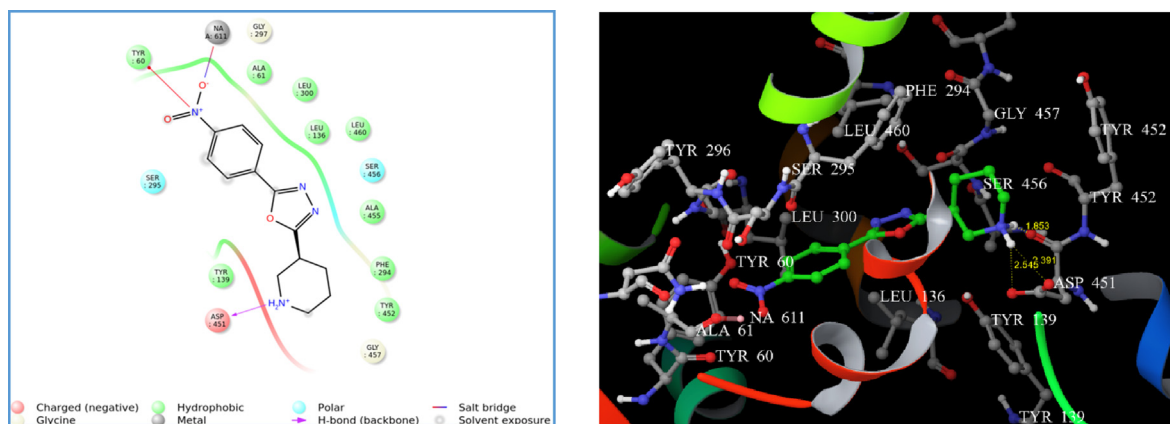 NA
A: 611
GLY
: 297
TYR
60
ALA
: 61
LEU
: 300
O⁻
O
N⁺
LEU
: 136
LEU
: 460
SER
: 295
SER
: 456
N
N
O
ALA
: 455
TYR
: 139
PHE
: 294
H₂N⁺
ASP
: 451
TYR
: 452
GLY
: 457
Charged (negative)
Hydrophobic
Polar
Salt bridge
Glycine
Metal
H-bond (backbone)
Solvent exposure
PHE 294
GLY 457
LEU 460
TYR 452
TYR 296
SER 295
SER 456
TYR 452
LEU 300
1.853
TYR 60
2.391
2.545
ASP 451
LEU 136
NA 611
TYR 139
ALA 61
TYR 60
TYR 139